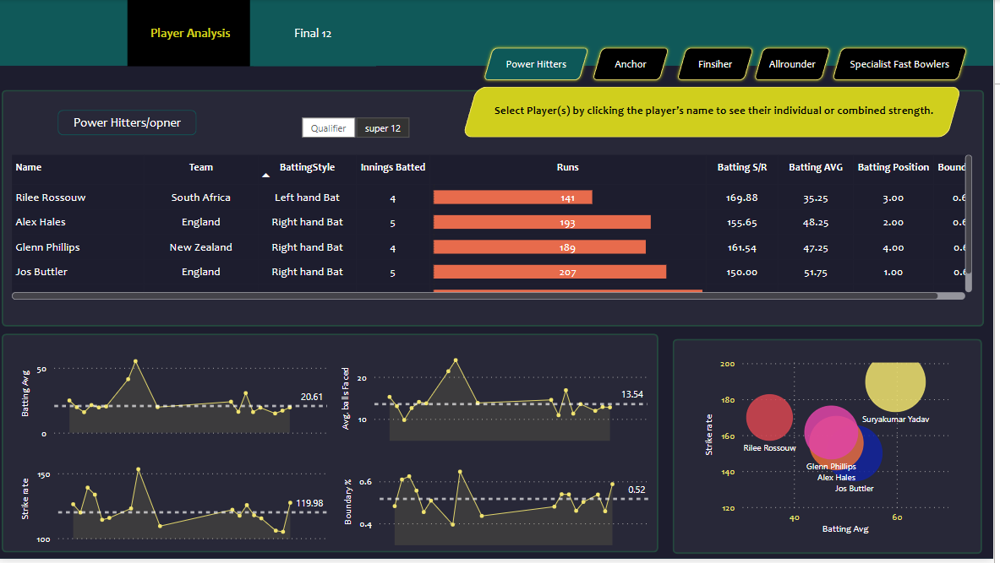 Player Analysis
Final 12
Power Hitters
Anchor
Finsiher
Allrounder
Specialist Fast Bowlers
Select Player(s) by clicking the player's name to see their individual or combined strength.
Power Hitters/opner
Qualifier
super 12
Name Team BattingStyle Innings Batted Runs Batting S/R Batting AVG Batting Position Bound
Rilee Rossouw South Africa Left hand Bat 4 141 169.88 35.25 3.00 0.6
Alex Hales England Right hand Bat 5 193 155.65 48.25 2.00 0.6
Glenn Phillips New Zealand Right hand Bat 4 189 161.54 47.25 4.00 0.6
Jos Buttler England Right hand Bat 5 207 150.00 51.75 1.00 0.6
Batting Avg
50
0
20.61
Avg. balls Faced
20
10
13.54
Strike rate
150
100
119.98
Boundary %
0.6
0.4
0.52
Strike rate
200
180
160
140
120
Suryakumar Yadav
Rilee Rossouw
Glenn Phillips
Alex Hales
Jos Buttler
40
60
Batting Avg